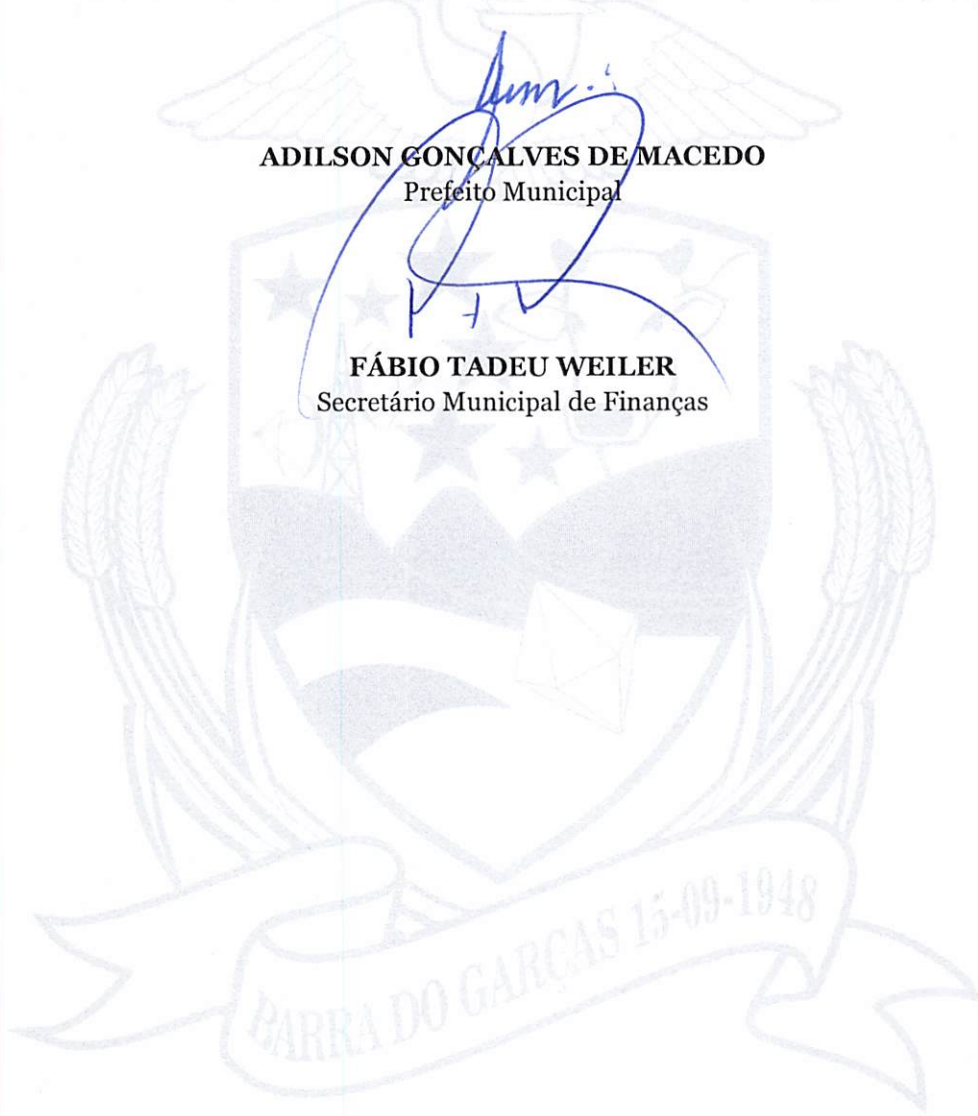 ADILSON GONÇALVES DE MACEDO
Prefeito Municipal
FÁBIO TADEU WEILER
Secretário Municipal de Finanças
BARRA DO GARÇAS 15-09-1948